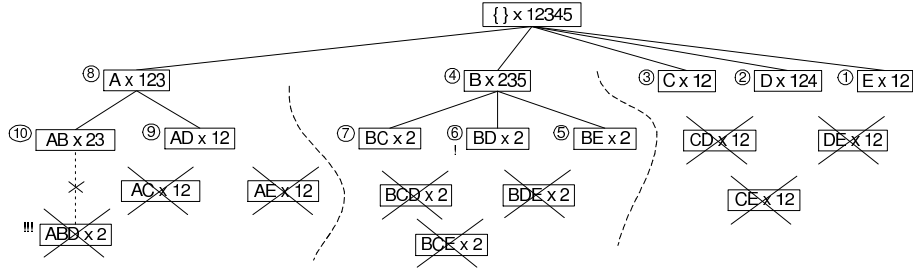 { } x 12345
⑧ A x 123 ④ B x 235 ③ C x 12 ② D x 124 ① E x 12
⑩ AB x 23 ⑨ AD x 12 ⑦ BC x 2 ⑥ BD x 2 ⑤ BE x 2 CD x 12 DE x 12
!
AC x 12 AE x 12 BCD x 2 BDE x 2 CE x 12
!!! ABD x 2 BCE x 2